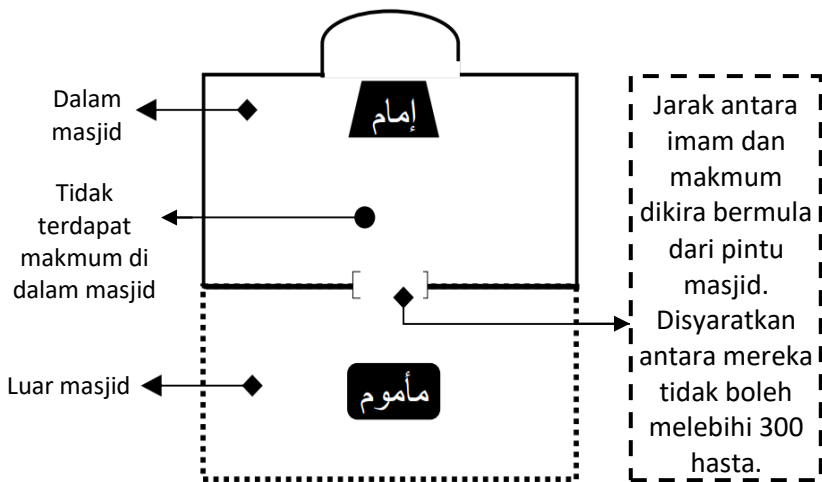 Dalam
masjid
إمام
Tidak
terdapat
makmum di
dalam masjid
Luar masjid
مأموم
Jarak antara
imam dan
makmum
dikira bermula
dari pintu
masjid.
Disyaratkan
antara mereka
tidak boleh
melebihi 300
hasta.